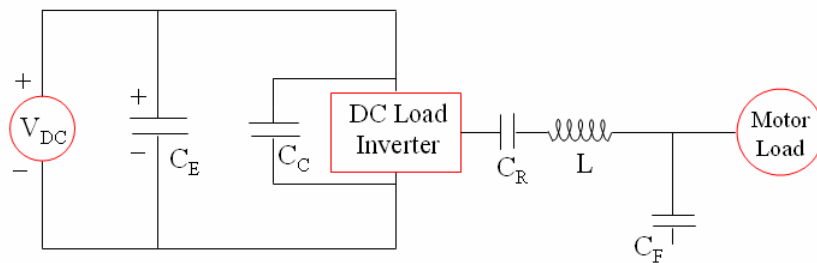 +
V_DC
−
+
−
C_E
C_C
DC Load
Inverter
C_R
L
C_F
Motor
Load